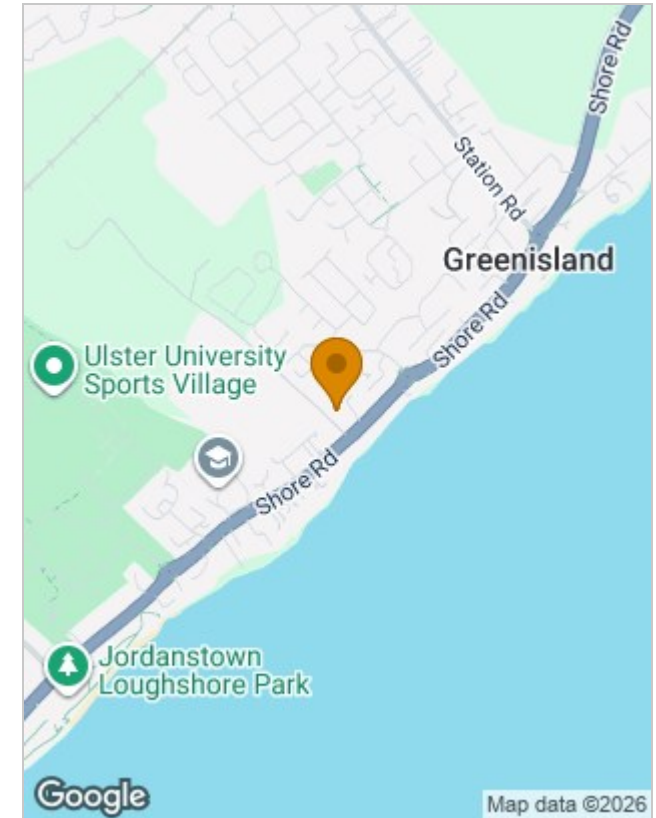 Shore Rd
Station Rd
Greenisland
Shore Rd
Ulster University
Sports Village
Shore Rd
Jordanstown
Loughshore Park
Google
Map data ©2026